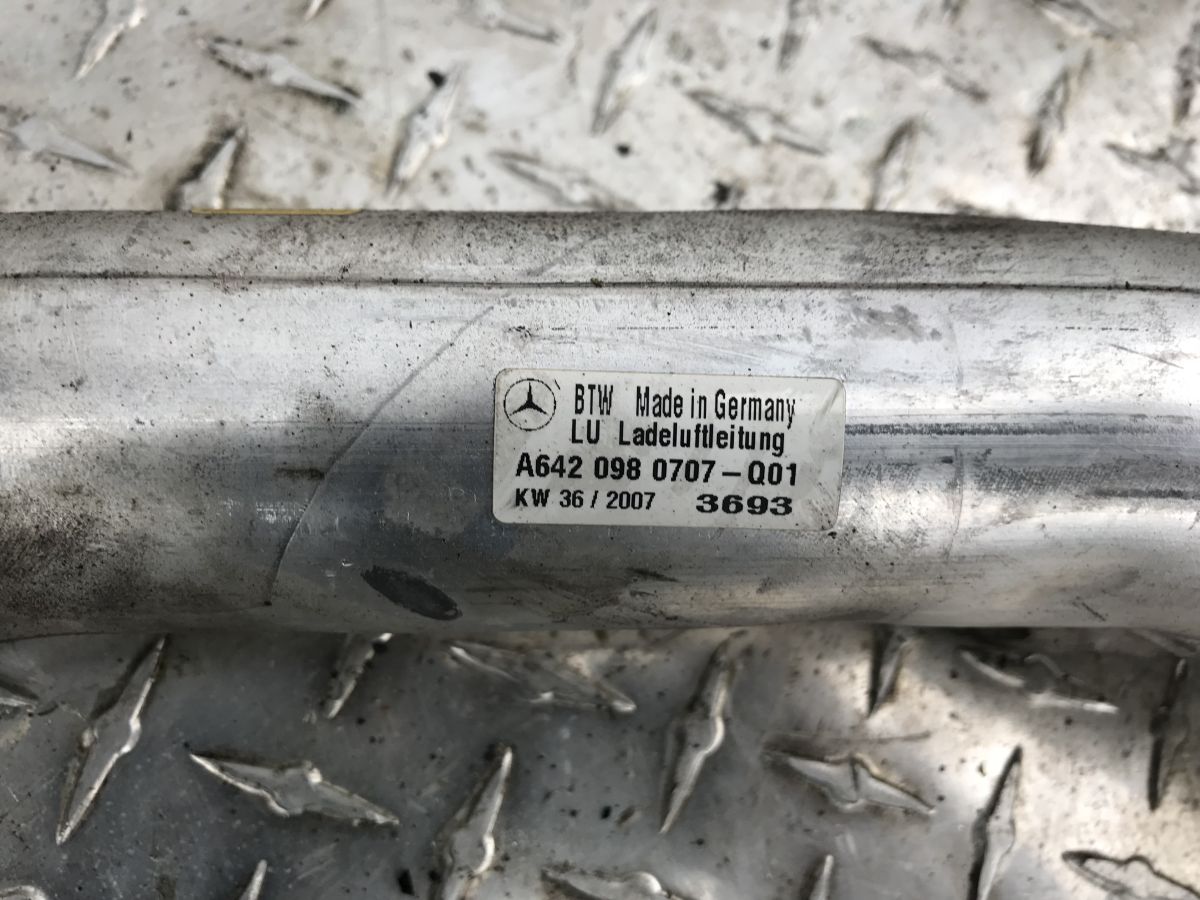 BTW Made in Germany
LU Ladeluftleitung
A642 098 0707-Q01
KW 36 / 2007 3693